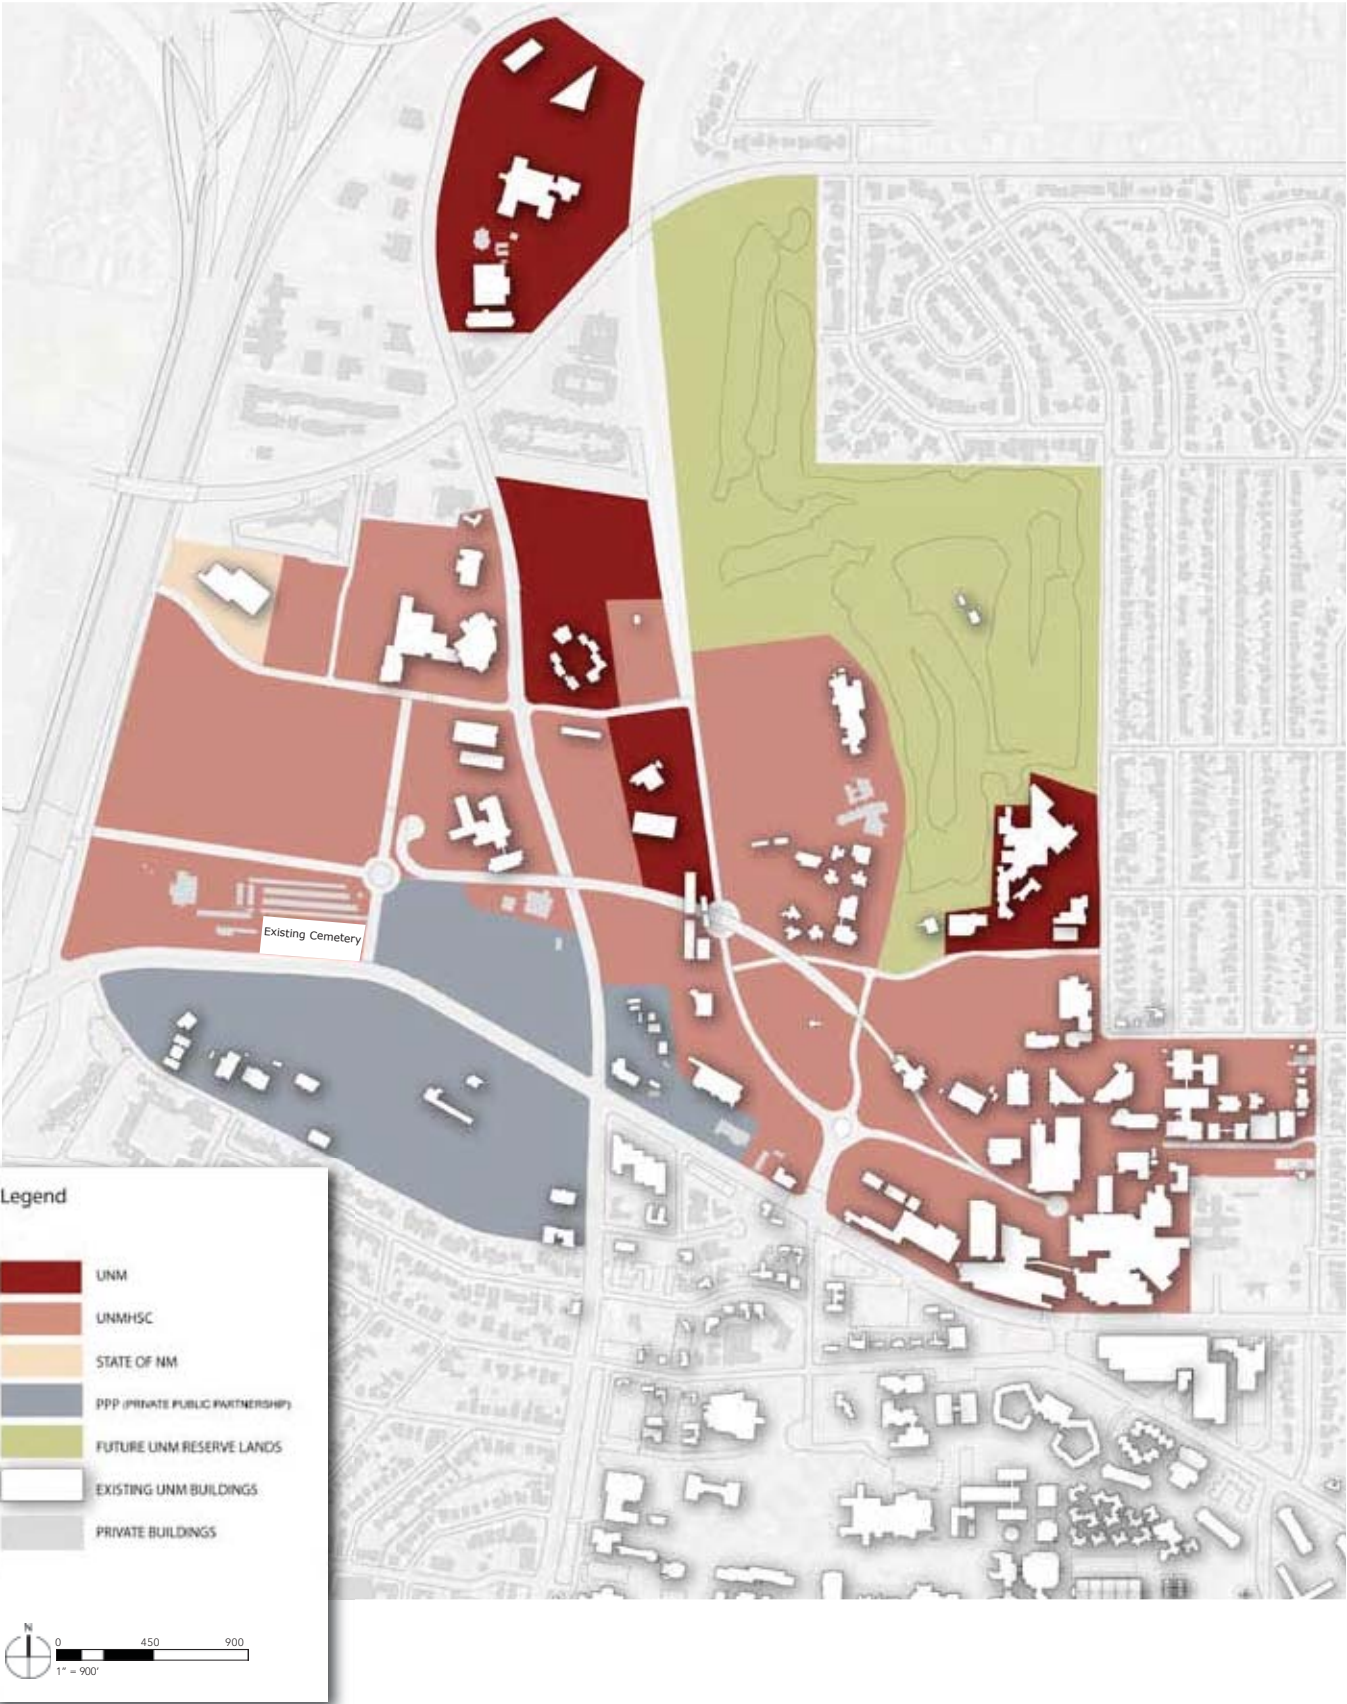 Existing Cemetery
Legend
UNM
UNMHSC
STATE OF NM
PPP (PRIVATE PUBLIC PARTNERSHIP)
FUTURE UNM RESERVE LANDS
EXISTING UNM BUILDINGS
PRIVATE BUILDINGS
N
0 450 900
1" = 900'